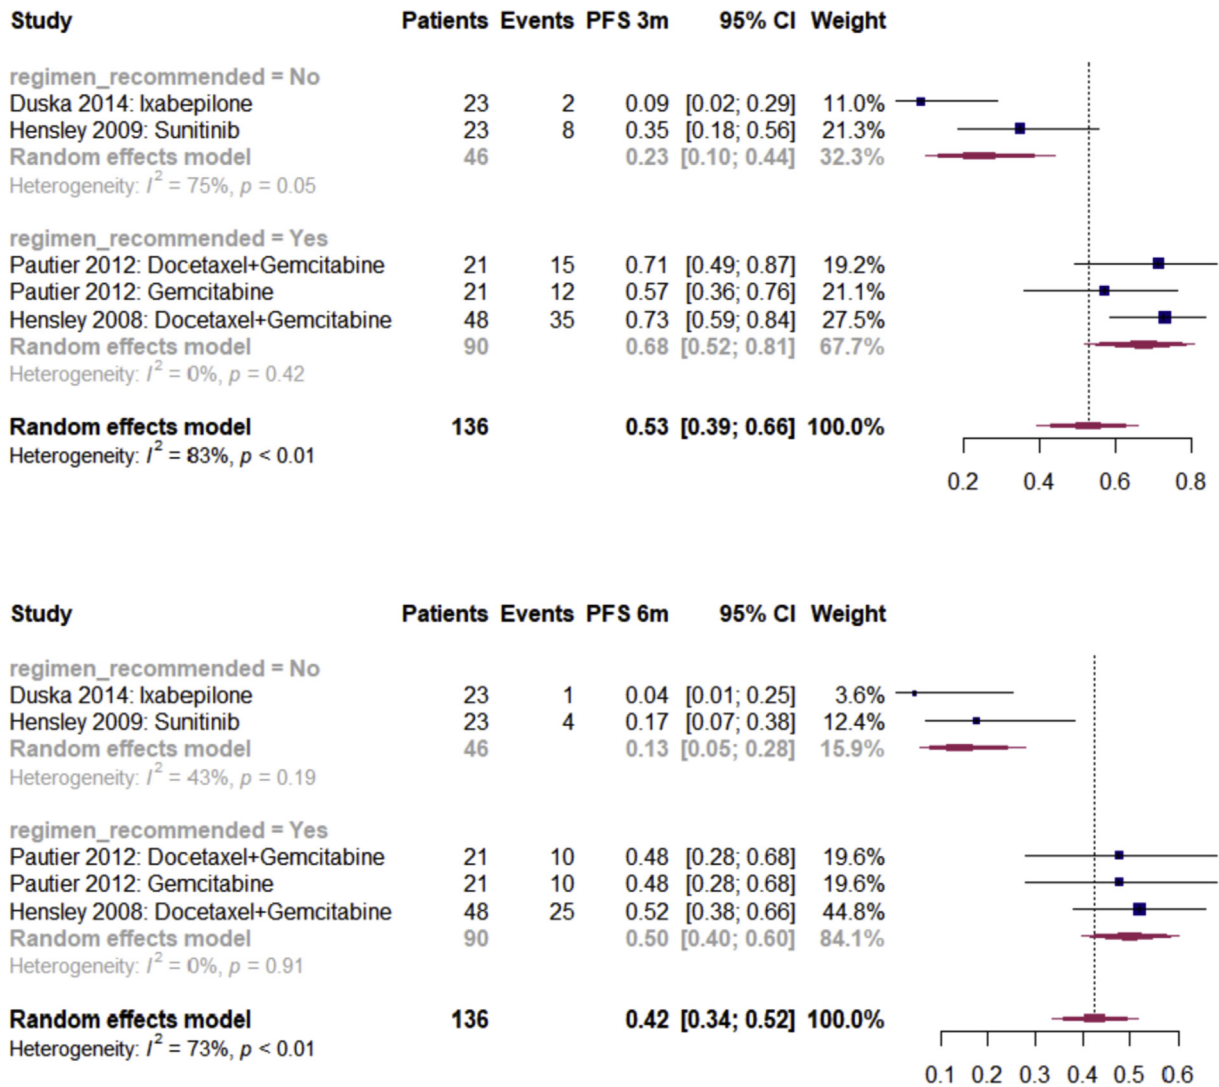 Study Patients Events PFS 3m 95% CI Weight
regimen_recommended = No
Duska 2014: Ixabepilone 23 2 0.09 [0.02; 0.29] 11.0%
Hensley 2009: Sunitinib 23 8 0.35 [0.18; 0.56] 21.3%
Random effects model 46 0.23 [0.10; 0.44] 32.3%
Heterogeneity: I² = 75%, p = 0.05
regimen_recommended = Yes
Pautier 2012: Docetaxel+Gemcitabine 21 15 0.71 [0.49; 0.87] 19.2%
Pautier 2012: Gemcitabine 21 12 0.57 [0.36; 0.76] 21.1%
Hensley 2008: Docetaxel+Gemcitabine 48 35 0.73 [0.59; 0.84] 27.5%
Random effects model 90 0.68 [0.52; 0.81] 67.7%
Heterogeneity: I² = 0%, p = 0.42
Random effects model 136 0.53 [0.39; 0.66] 100.0%
Heterogeneity: I² = 83%, p < 0.01
0.2 0.4 0.6 0.8
Study Patients Events PFS 6m 95% CI Weight
regimen_recommended = No
Duska 2014: Ixabepilone 23 1 0.04 [0.01; 0.25] 3.6%
Hensley 2009: Sunitinib 23 4 0.17 [0.07; 0.38] 12.4%
Random effects model 46 0.13 [0.05; 0.28] 15.9%
Heterogeneity: I² = 43%, p = 0.19
regimen_recommended = Yes
Pautier 2012: Docetaxel+Gemcitabine 21 10 0.48 [0.28; 0.68] 19.6%
Pautier 2012: Gemcitabine 21 10 0.48 [0.28; 0.68] 19.6%
Hensley 2008: Docetaxel+Gemcitabine 48 25 0.52 [0.38; 0.66] 44.8%
Random effects model 90 0.50 [0.40; 0.60] 84.1%
Heterogeneity: I² = 0%, p = 0.91
Random effects model 136 0.42 [0.34; 0.52] 100.0%
Heterogeneity: I² = 73%, p < 0.01
0.1 0.2 0.3 0.4 0.5 0.6